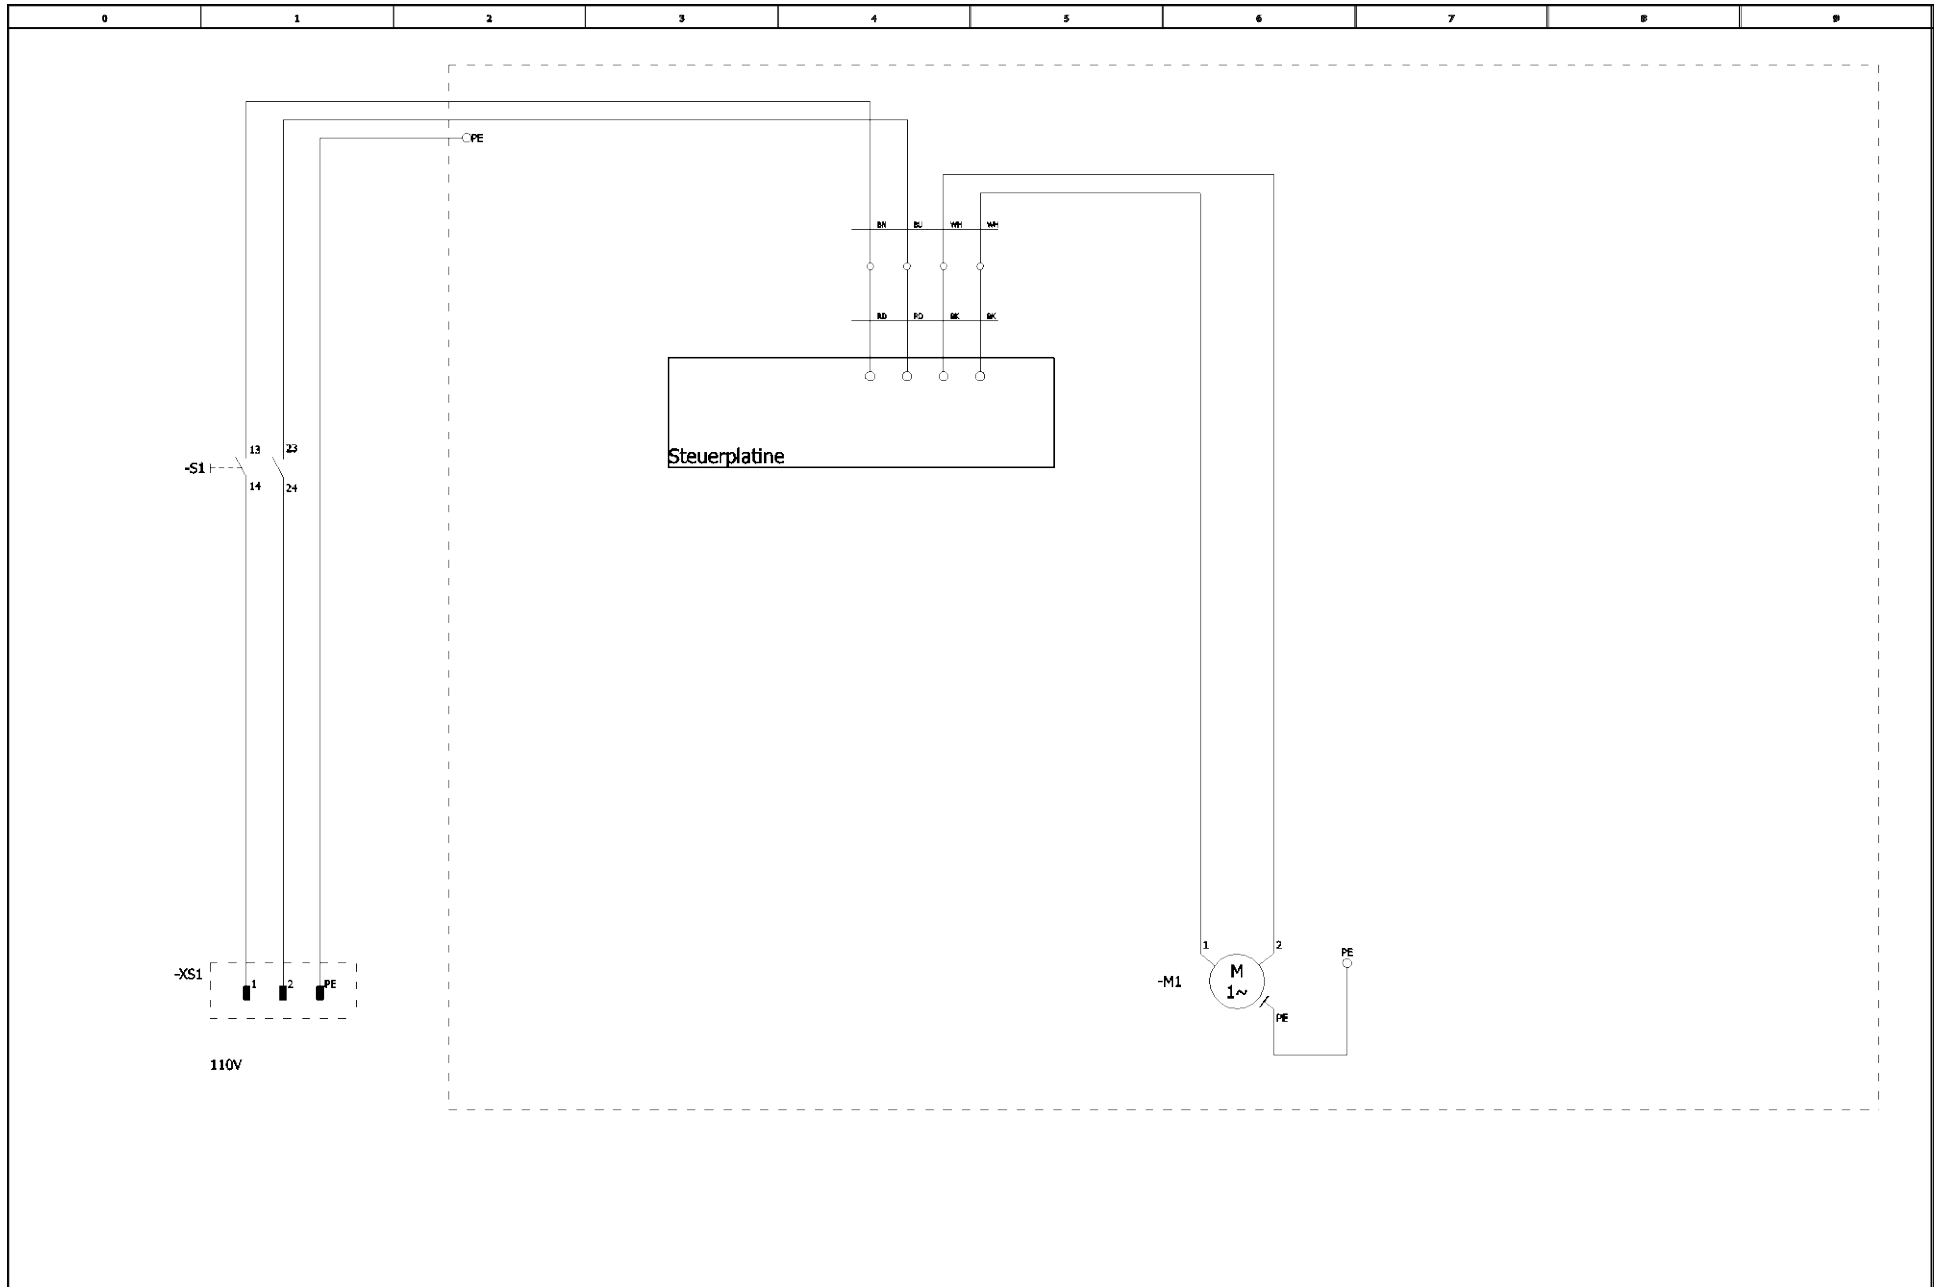 0 1 2 3 4 5 6 7 8 9
PE
BN BU WH WH
RD RD BK BK
Steuerplatine
13 23
-S1
14 24
1 2
PE
-XS1 1 2 PE
-M1 M
1~
PE
110V